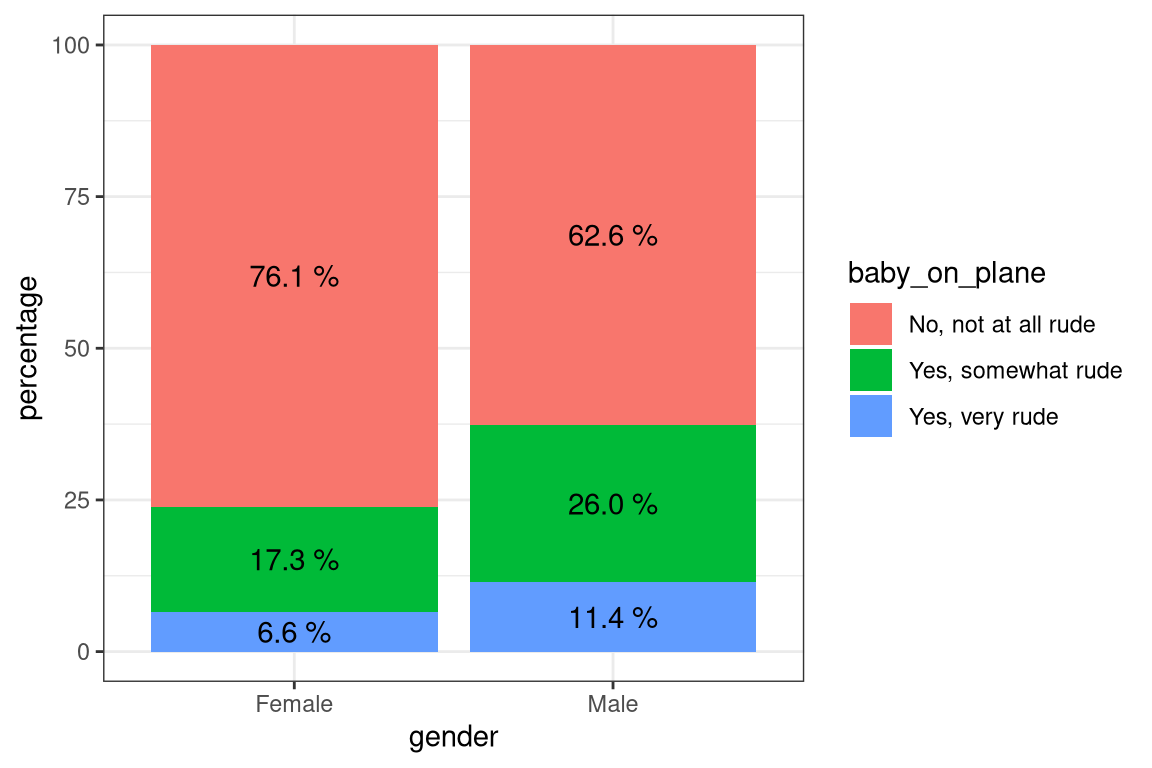 percentage
100
75
50
25
0
76.1 %
17.3 %
6.6 %
62.6 %
26.0 %
11.4 %
Female
Male
gender
baby_on_plane
No, not at all rude
Yes, somewhat rude
Yes, very rude